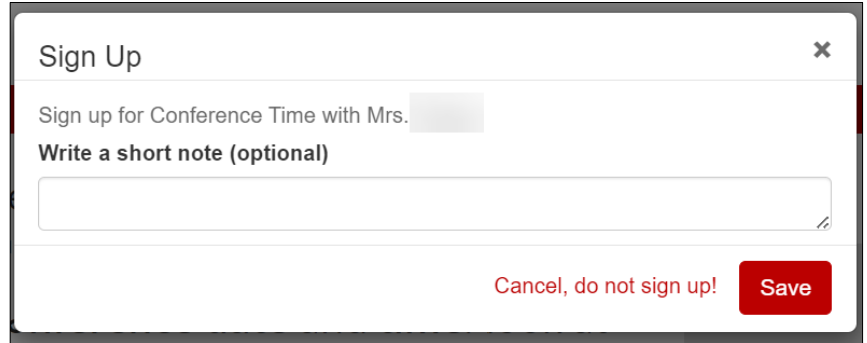 Sign Up
×
Sign up for Conference Time with Mrs.
Write a short note (optional)
Cancel, do not sign up!
Save